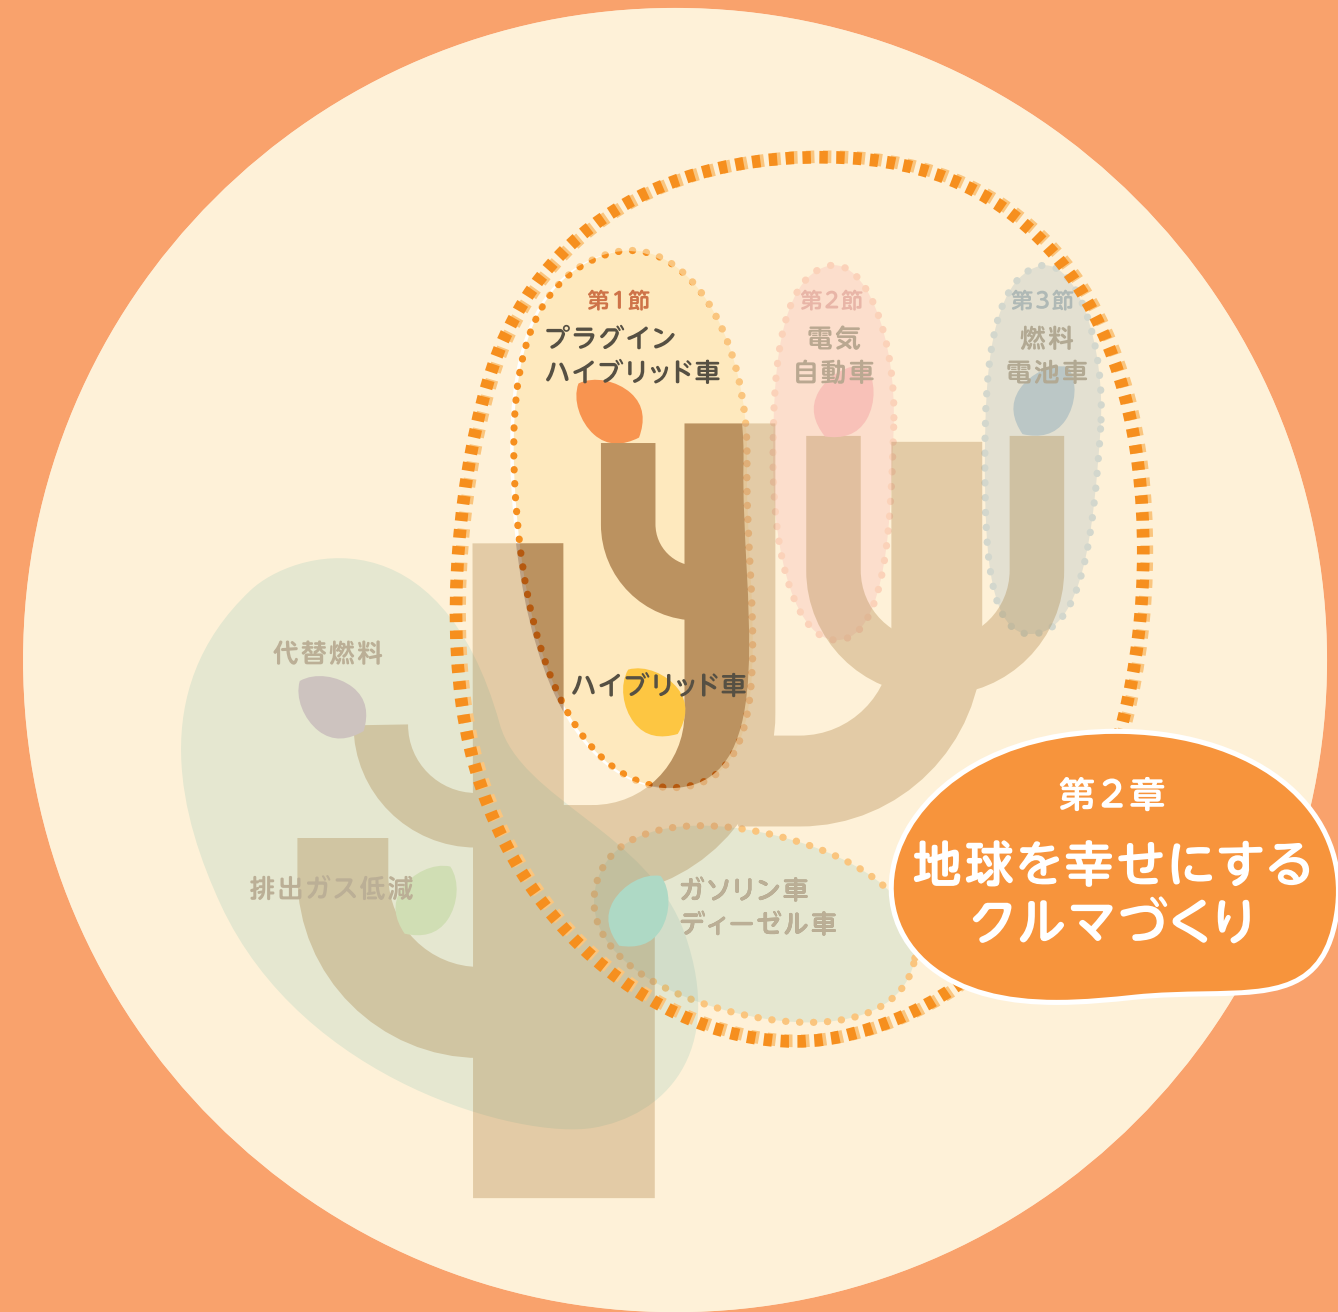 第1節
プラグイン
ハイブリッド車
第2節
電気
自動車
第3節
燃料
電池車
代替燃料
ハイブリッド車
排出ガス低減
ガソリン車
ディーゼル車
第2章
地球を幸せにする
クルマづくり